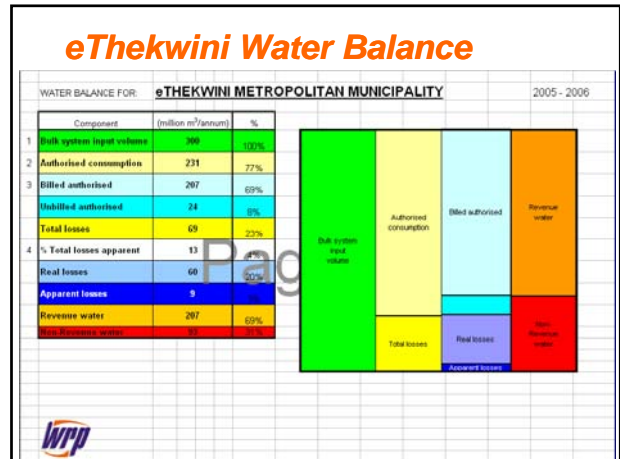 eThekwini Water Balance
WATER BALANCE FOR: eTHEKWINI METROPOLITAN MUNICIPALITY 2005 - 2006
Component (million m³/annum) %
1 Bulk system input volume 300 100%
2 Authorised consumption 231 77%
3 Billed authorised 207 69%
Unbilled authorised 24 8%
Total losses 69 23%
4 % Total losses apparent 13 4%
Real losses 60 20%
Apparent losses 9
Revenue water 207 69%
Non-Revenue water 93 31%
Pag
Bulk system
input
volume
Authorised
consumption
Billed authorised
Revenue
water
Total losses
Real losses
Apparent losses
Non-
Revenue
water
wrp